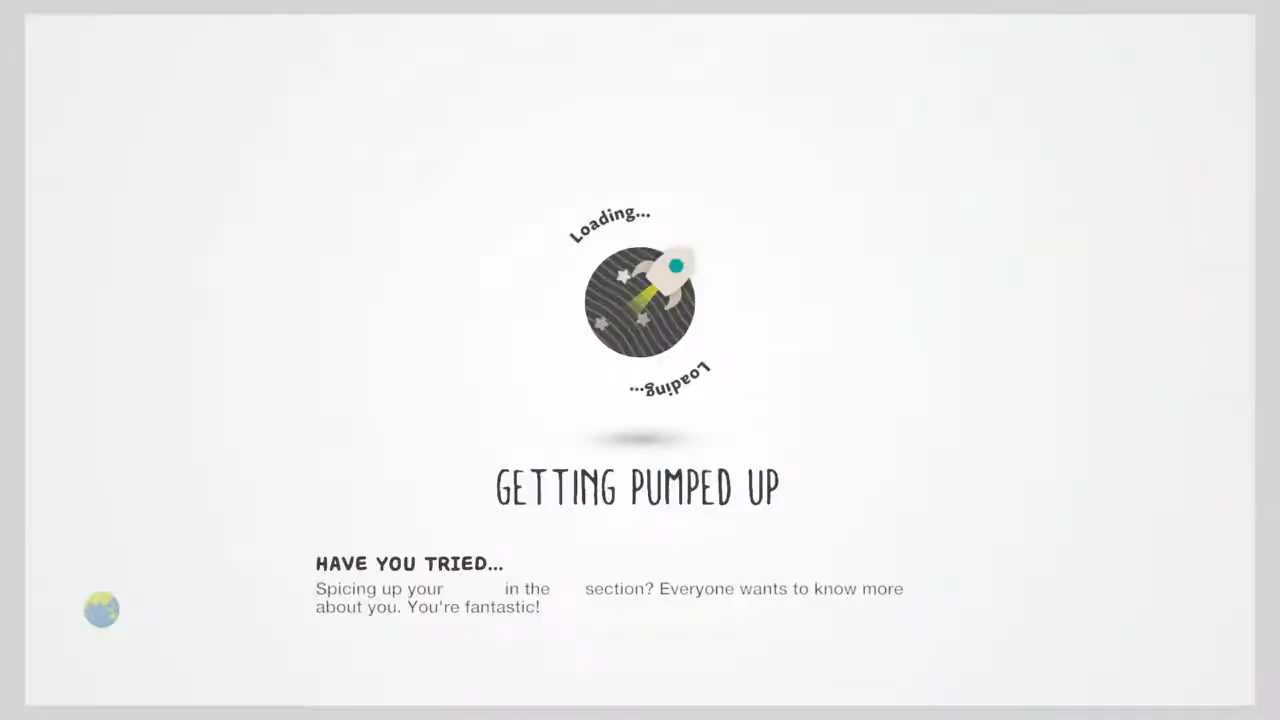 Loading...
Loading...
GETTING PUMPED UP
HAVE YOU TRIED...
Spicing up your in the section? Everyone wants to know more
about you. You're fantastic!